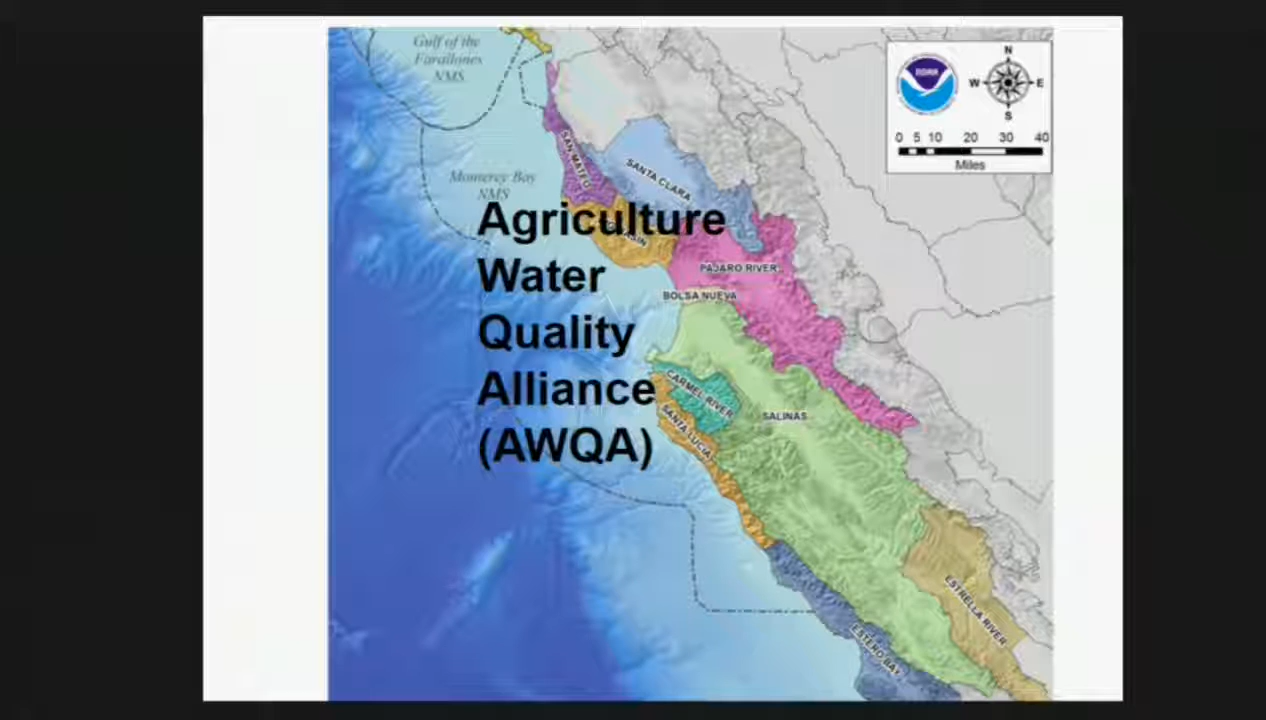 Gulf of the
Farallones
NMS
NOAA
N
W
E
S
0 5 10 20 30 40
Miles
SAN MATEO
SANTA CLARA
Monterey Bay
NMS
Agriculture
Water
Quality
Alliance
(AWQA)
PAJARO RIVER
BOLSA NUEVA
CARMEL RIVER
SANTA LUCIA
SALINAS
ESTRELLA RIVER
ESTERO BAY